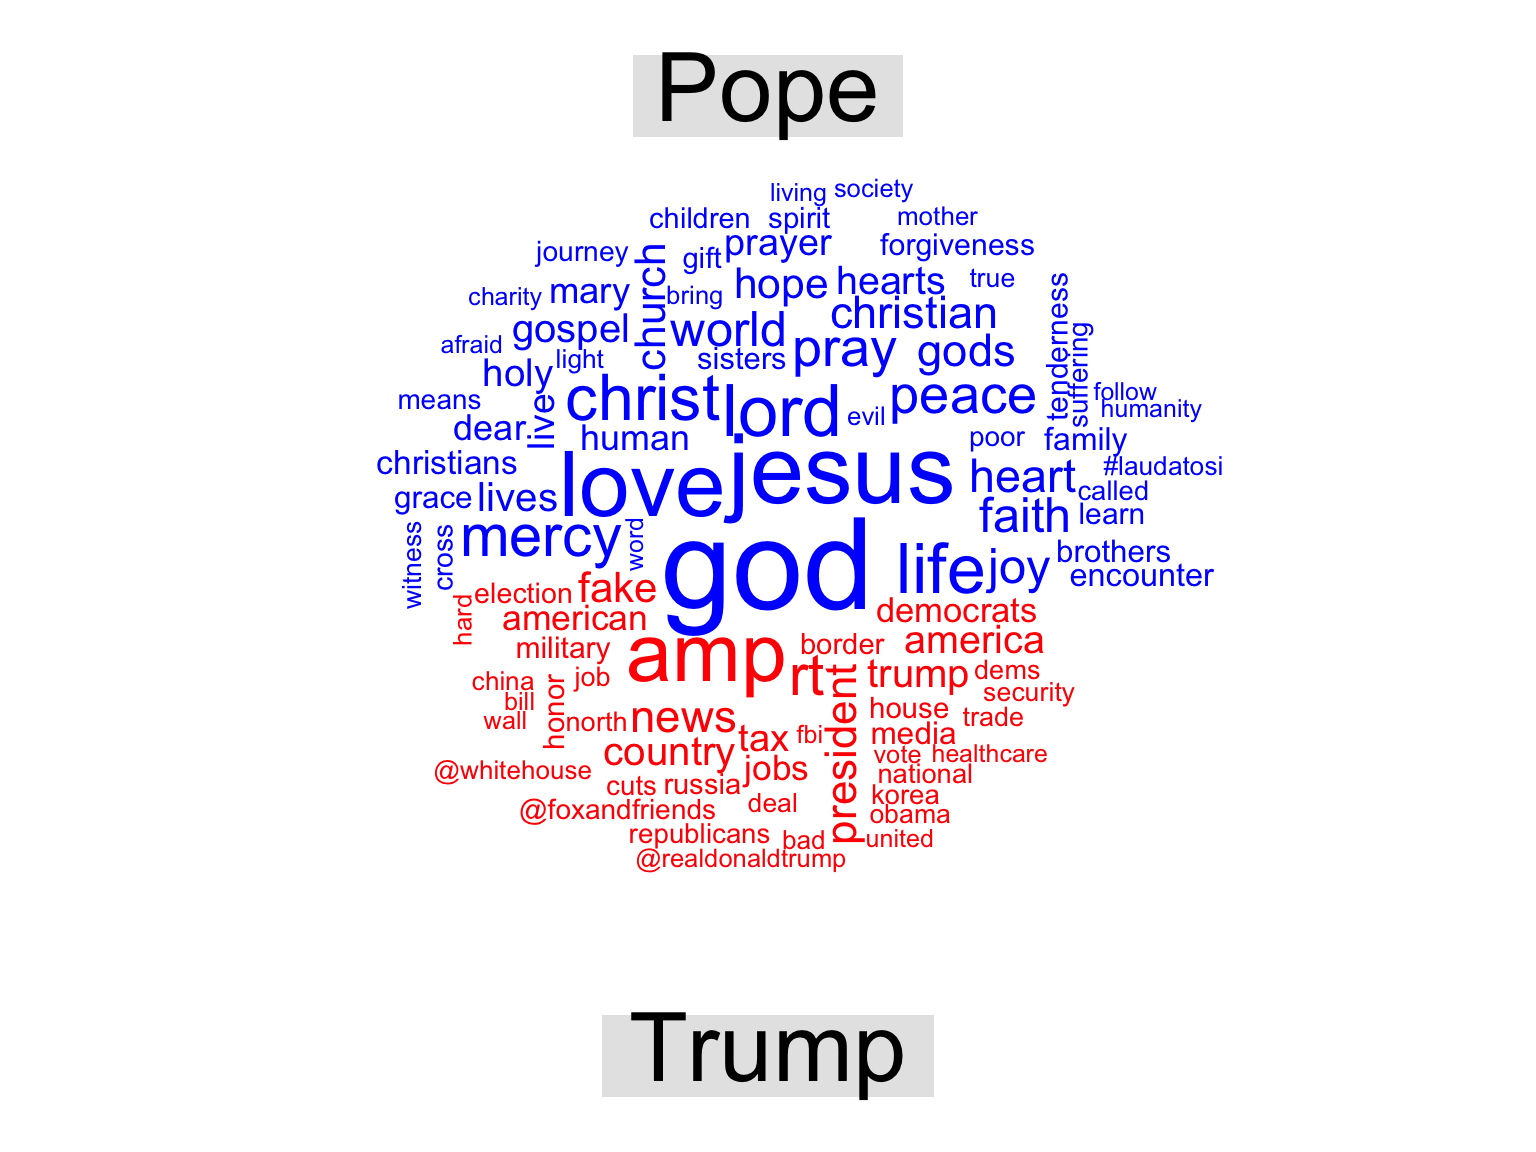 Pope
living society
children spirit mother
journey church gift prayer forgiveness
charity mary bring hope hearts true tenderness
gospel world christian suffering
afraid light sisters pray gods
holy live christ lord evil peace follow
means humanity
dear human poor family
christians love jesus heart #laudatosi
grace lives called
witness cross mercy word god faith learn
life joy brothers
encounter
hard election fake democrats
american america
military amp rt border
china honor job president trump dems
bill security
wall north news house trade
country tax fbi media
vote healthcare
@whitehouse jobs national
cuts russia korea
@foxandfriends deal obama
republicans bad united
@realdonaldtrump
Trump